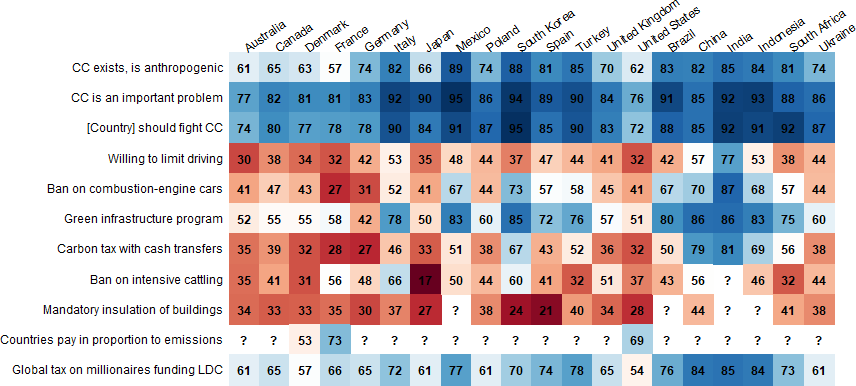 Australia Canada Denmark France Germany Italy Japan Mexico Poland South Korea Spain Turkey United Kingdom United States Brazil China India Indonesia South Africa Ukraine
CC exists, is anthropogenic 61 65 63 57 74 82 66 89 74 88 81 85 70 62 83 82 85 84 81 74
CC is an important problem 77 82 81 81 83 92 90 95 86 94 89 90 84 76 91 85 92 93 88 86
[Country] should fight CC 74 80 77 78 78 90 84 91 87 95 85 90 83 72 88 85 92 91 92 87
Willing to limit driving 30 38 34 32 42 53 35 48 44 37 47 44 41 32 42 57 77 53 38 44
Ban on combustion-engine cars 41 47 43 27 31 52 41 67 44 73 57 58 45 41 67 70 87 68 57 44
Green infrastructure program 52 55 55 58 42 78 50 83 60 85 72 76 57 51 80 86 86 83 75 60
Carbon tax with cash transfers 35 39 32 28 27 46 33 51 38 67 43 52 36 32 50 79 81 69 56 38
Ban on intensive cattling 35 41 31 56 48 66 17 50 44 60 41 32 51 37 43 56 ? 46 32 44
Mandatory insulation of buildings 34 33 33 35 30 37 27 ? 38 24 21 40 34 28 ? 44 ? ? 41 38
Countries pay in proportion to emissions ? ? 53 73 ? ? ? ? ? ? ? ? ? 69 ? ? ? ? ? ?
Global tax on millionaires funding LDC 61 65 57 66 65 72 61 77 61 70 74 78 65 54 76 84 85 84 73 61